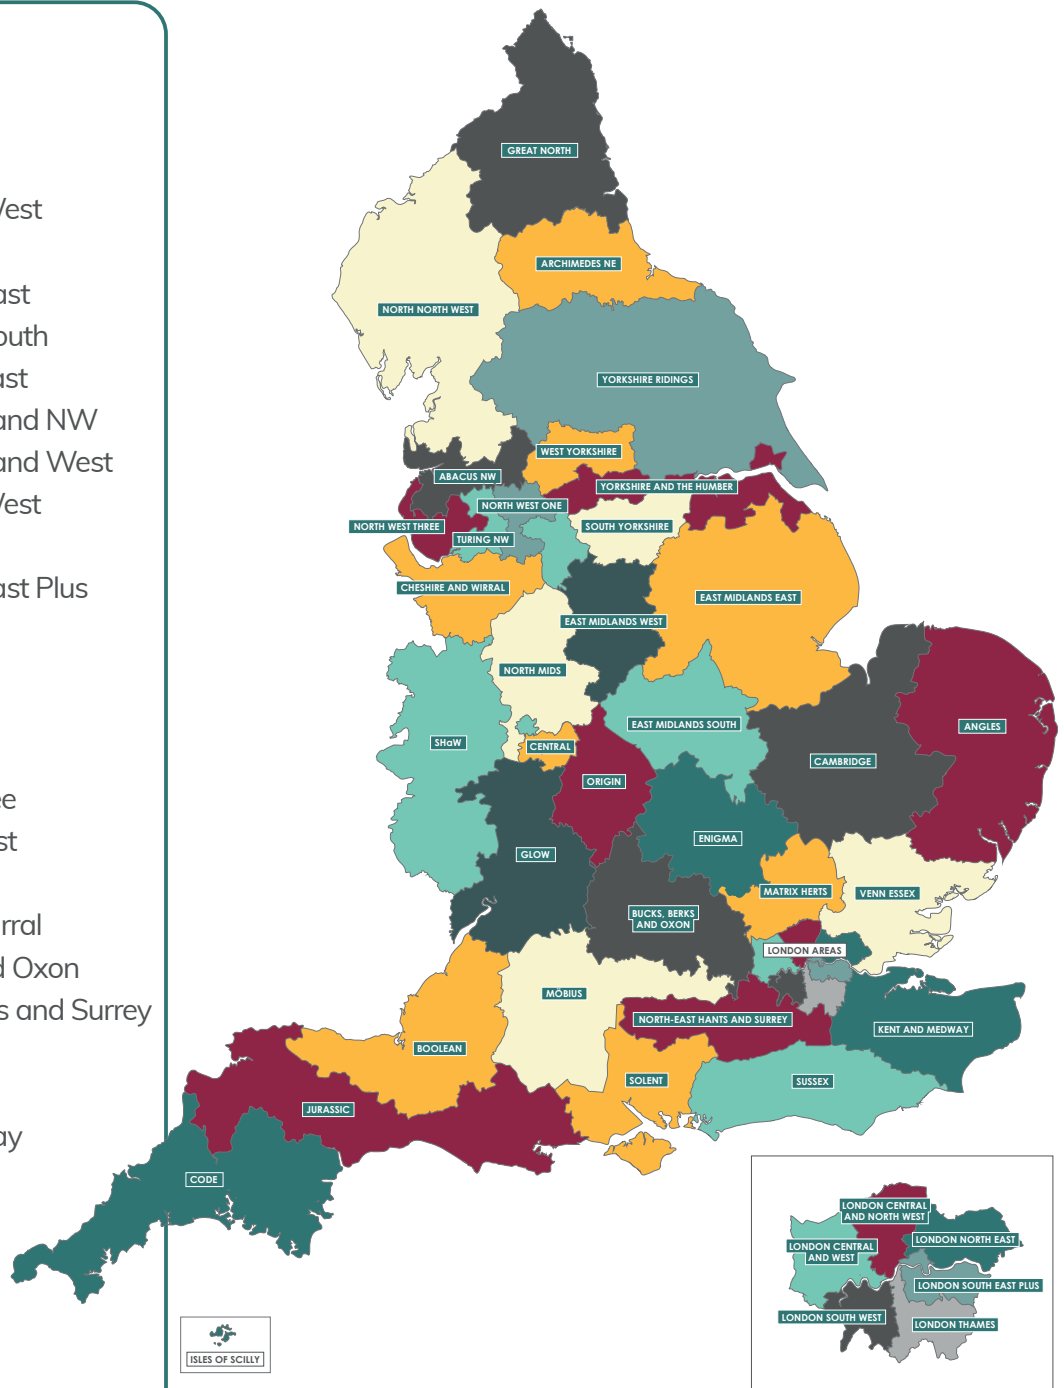 est
ast
outh
ast
and NW
and West
est
ast Plus
ee
st
rral
d Oxon
s and Surrey
ay
GREAT NORTH
ARCHIMEDES NE
NORTH NORTH WEST
YORKSHIRE RIDINGS
WEST YORKSHIRE
ABACUS NW
YORKSHIRE AND THE HUMBER
NORTH WEST ONE
NORTH WEST THREE
SOUTH YORKSHIRE
TURING NW
CHESHIRE AND WIRRAL
EAST MIDLANDS EAST
EAST MIDLANDS WEST
NORTH MIDS
EAST MIDLANDS SOUTH
ANGLES
SHaW
CENTRAL
CAMBRIDGE
ORIGIN
ENIGMA
GLOW
MATRIX HERTS
VENN ESSEX
BUCKS, BERKS
AND OXON
LONDON AREAS
MÖBIUS
NORTH-EAST HANTS AND SURREY
KENT AND MEDWAY
BOOLEAN
SOLENT
SUSSEX
JURASSIC
CODE
ISLES OF SCILLY
LONDON CENTRAL
AND NORTH WEST
LONDON NORTH EAST
LONDON CENTRAL
AND WEST
LONDON SOUTH EAST PLUS
LONDON SOUTH WEST
LONDON THAMES